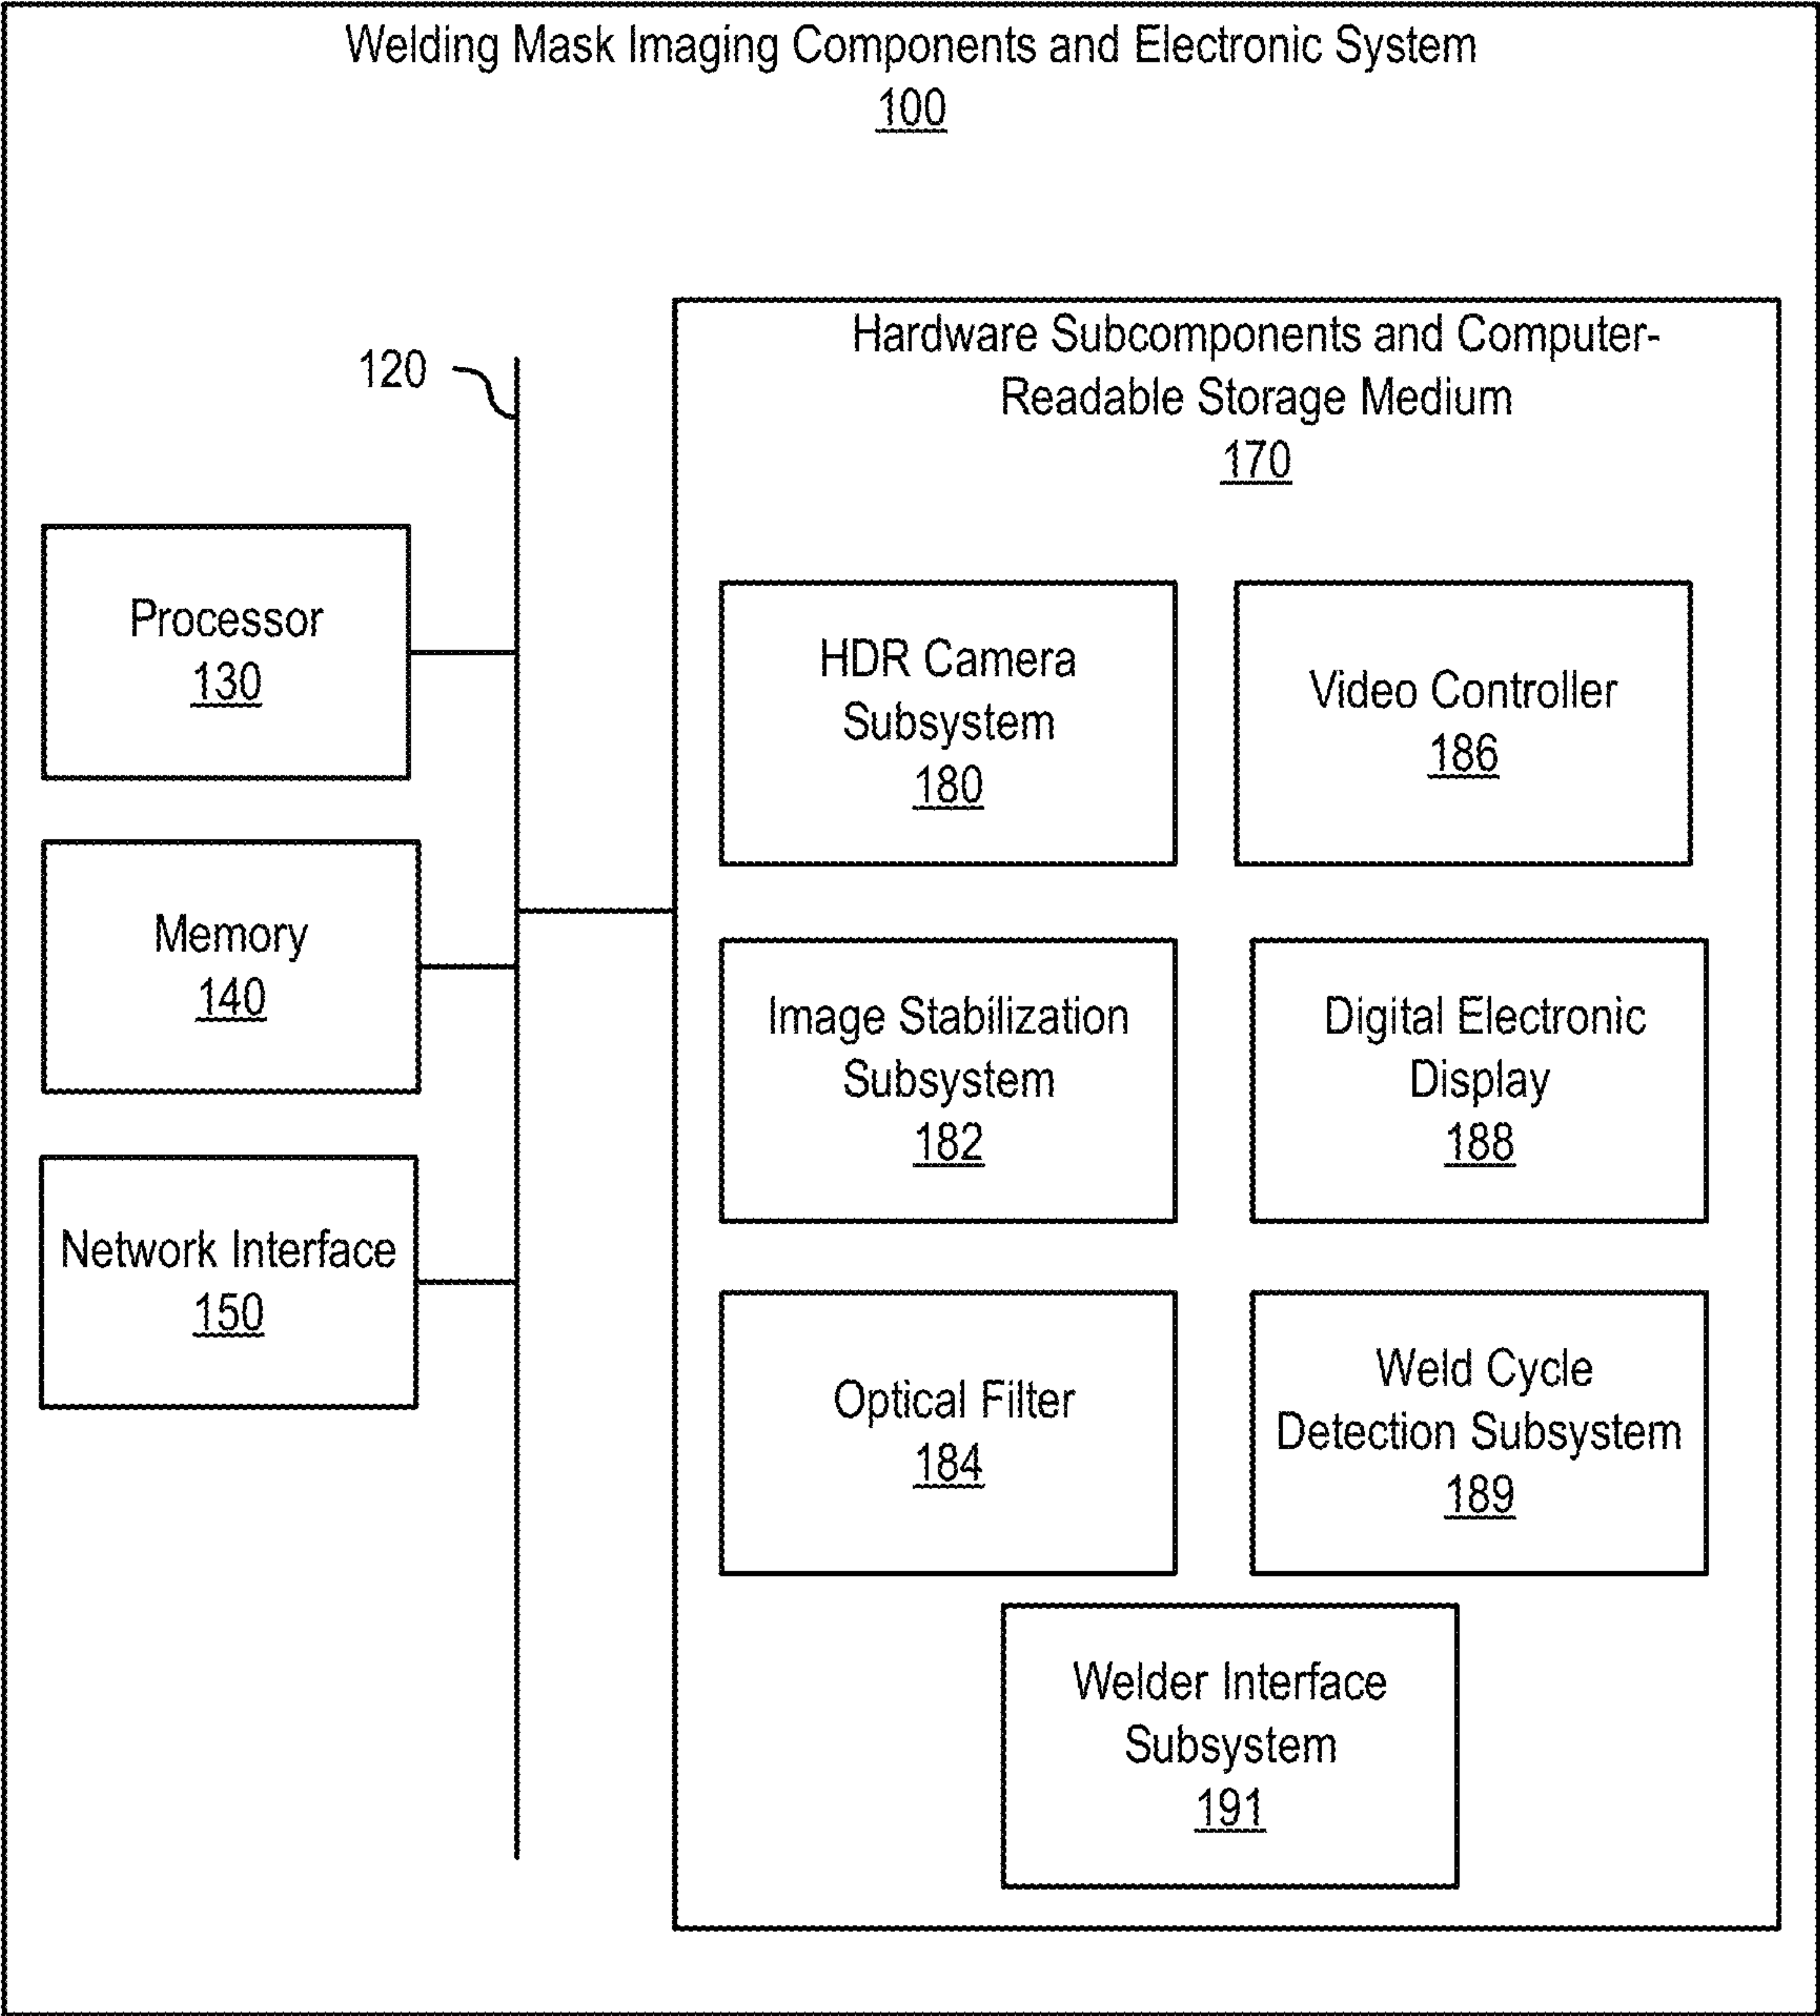 Welding Mask Imaging Components and Electronic System
100
120
Processor
130
Memory
140
Network Interface
150
Hardware Subcomponents and Computer-
Readable Storage Medium
170
HDR Camera
Subsystem
180
Video Controller
186
Image Stabilization
Subsystem
182
Digital Electronic
Display
188
Optical Filter
184
Weld Cycle
Detection Subsystem
189
Welder Interface
Subsystem
191